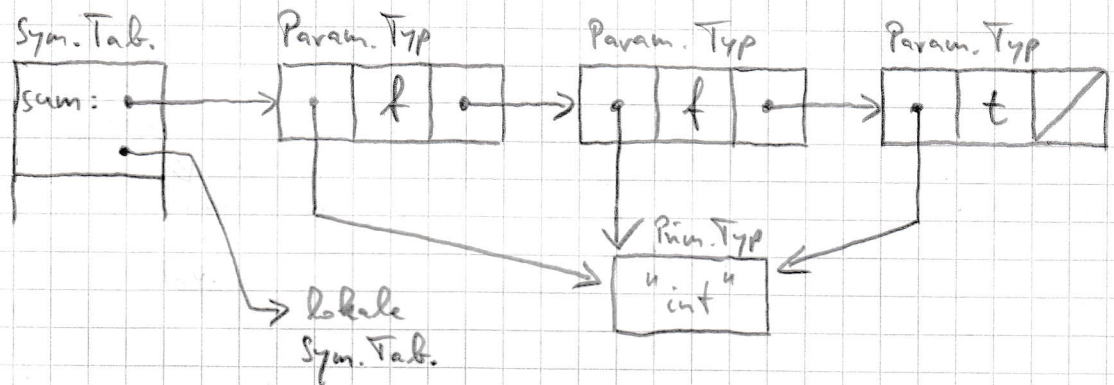 Sym. Tab.
Param. Typ
Param. Typ
Param. Typ
sum:
f
f
t
Prim. Typ
"int"
lokale
Sym. Tab.